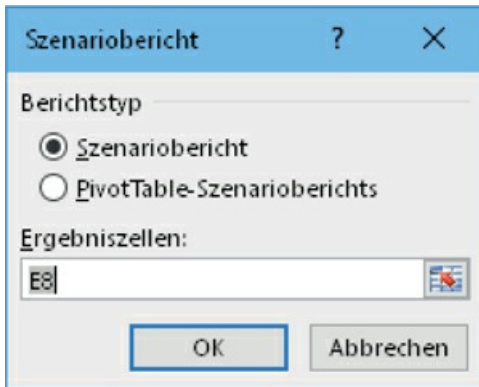 Szenariobericht ? ×
Berichtstyp
Szenariobericht
PivotTable-Szenarioberichts
Ergebniszellen:
E8
OK Abbrechen